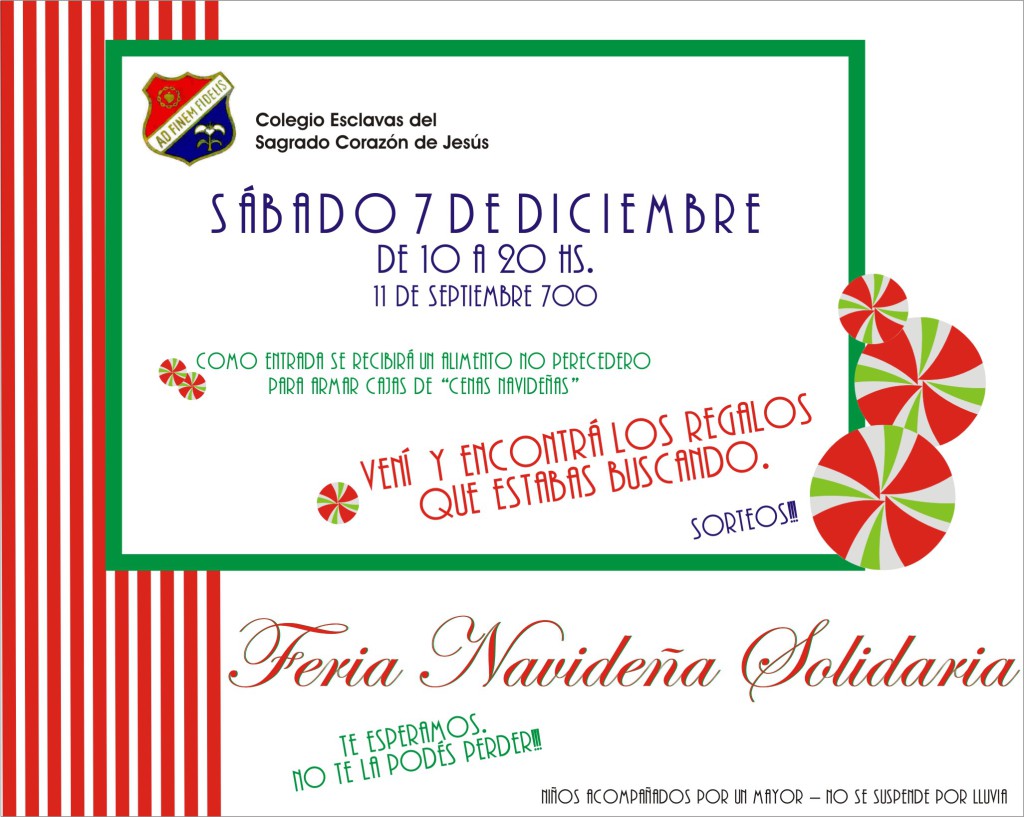 AD FINEM FIDELIS
Colegio Esclavas del
Sagrado Corazón de Jesús
SÁBADO 7 DE DICIEMBRE
DE 10 A 20 HS.
11 DE SEPTIEMBRE 700
COMO ENTRADA SE RECIBIRÁ UN ALIMENTO NO PERECEDERO
PARA ARMAR CAJAS DE “CENAS NAVIDEÑAS”
VENÍ Y ENCONTRÁ LOS REGALOS
QUE ESTABAS BUSCANDO.
SORTEOS!!!
Feria Navideña Solidaria
TE ESPERAMOS.
NO TE LA PODÉS PERDER!!!
NIÑOS ACOMPAÑADOS POR UN MAYOR – NO SE SUSPENDE POR LLUVIA